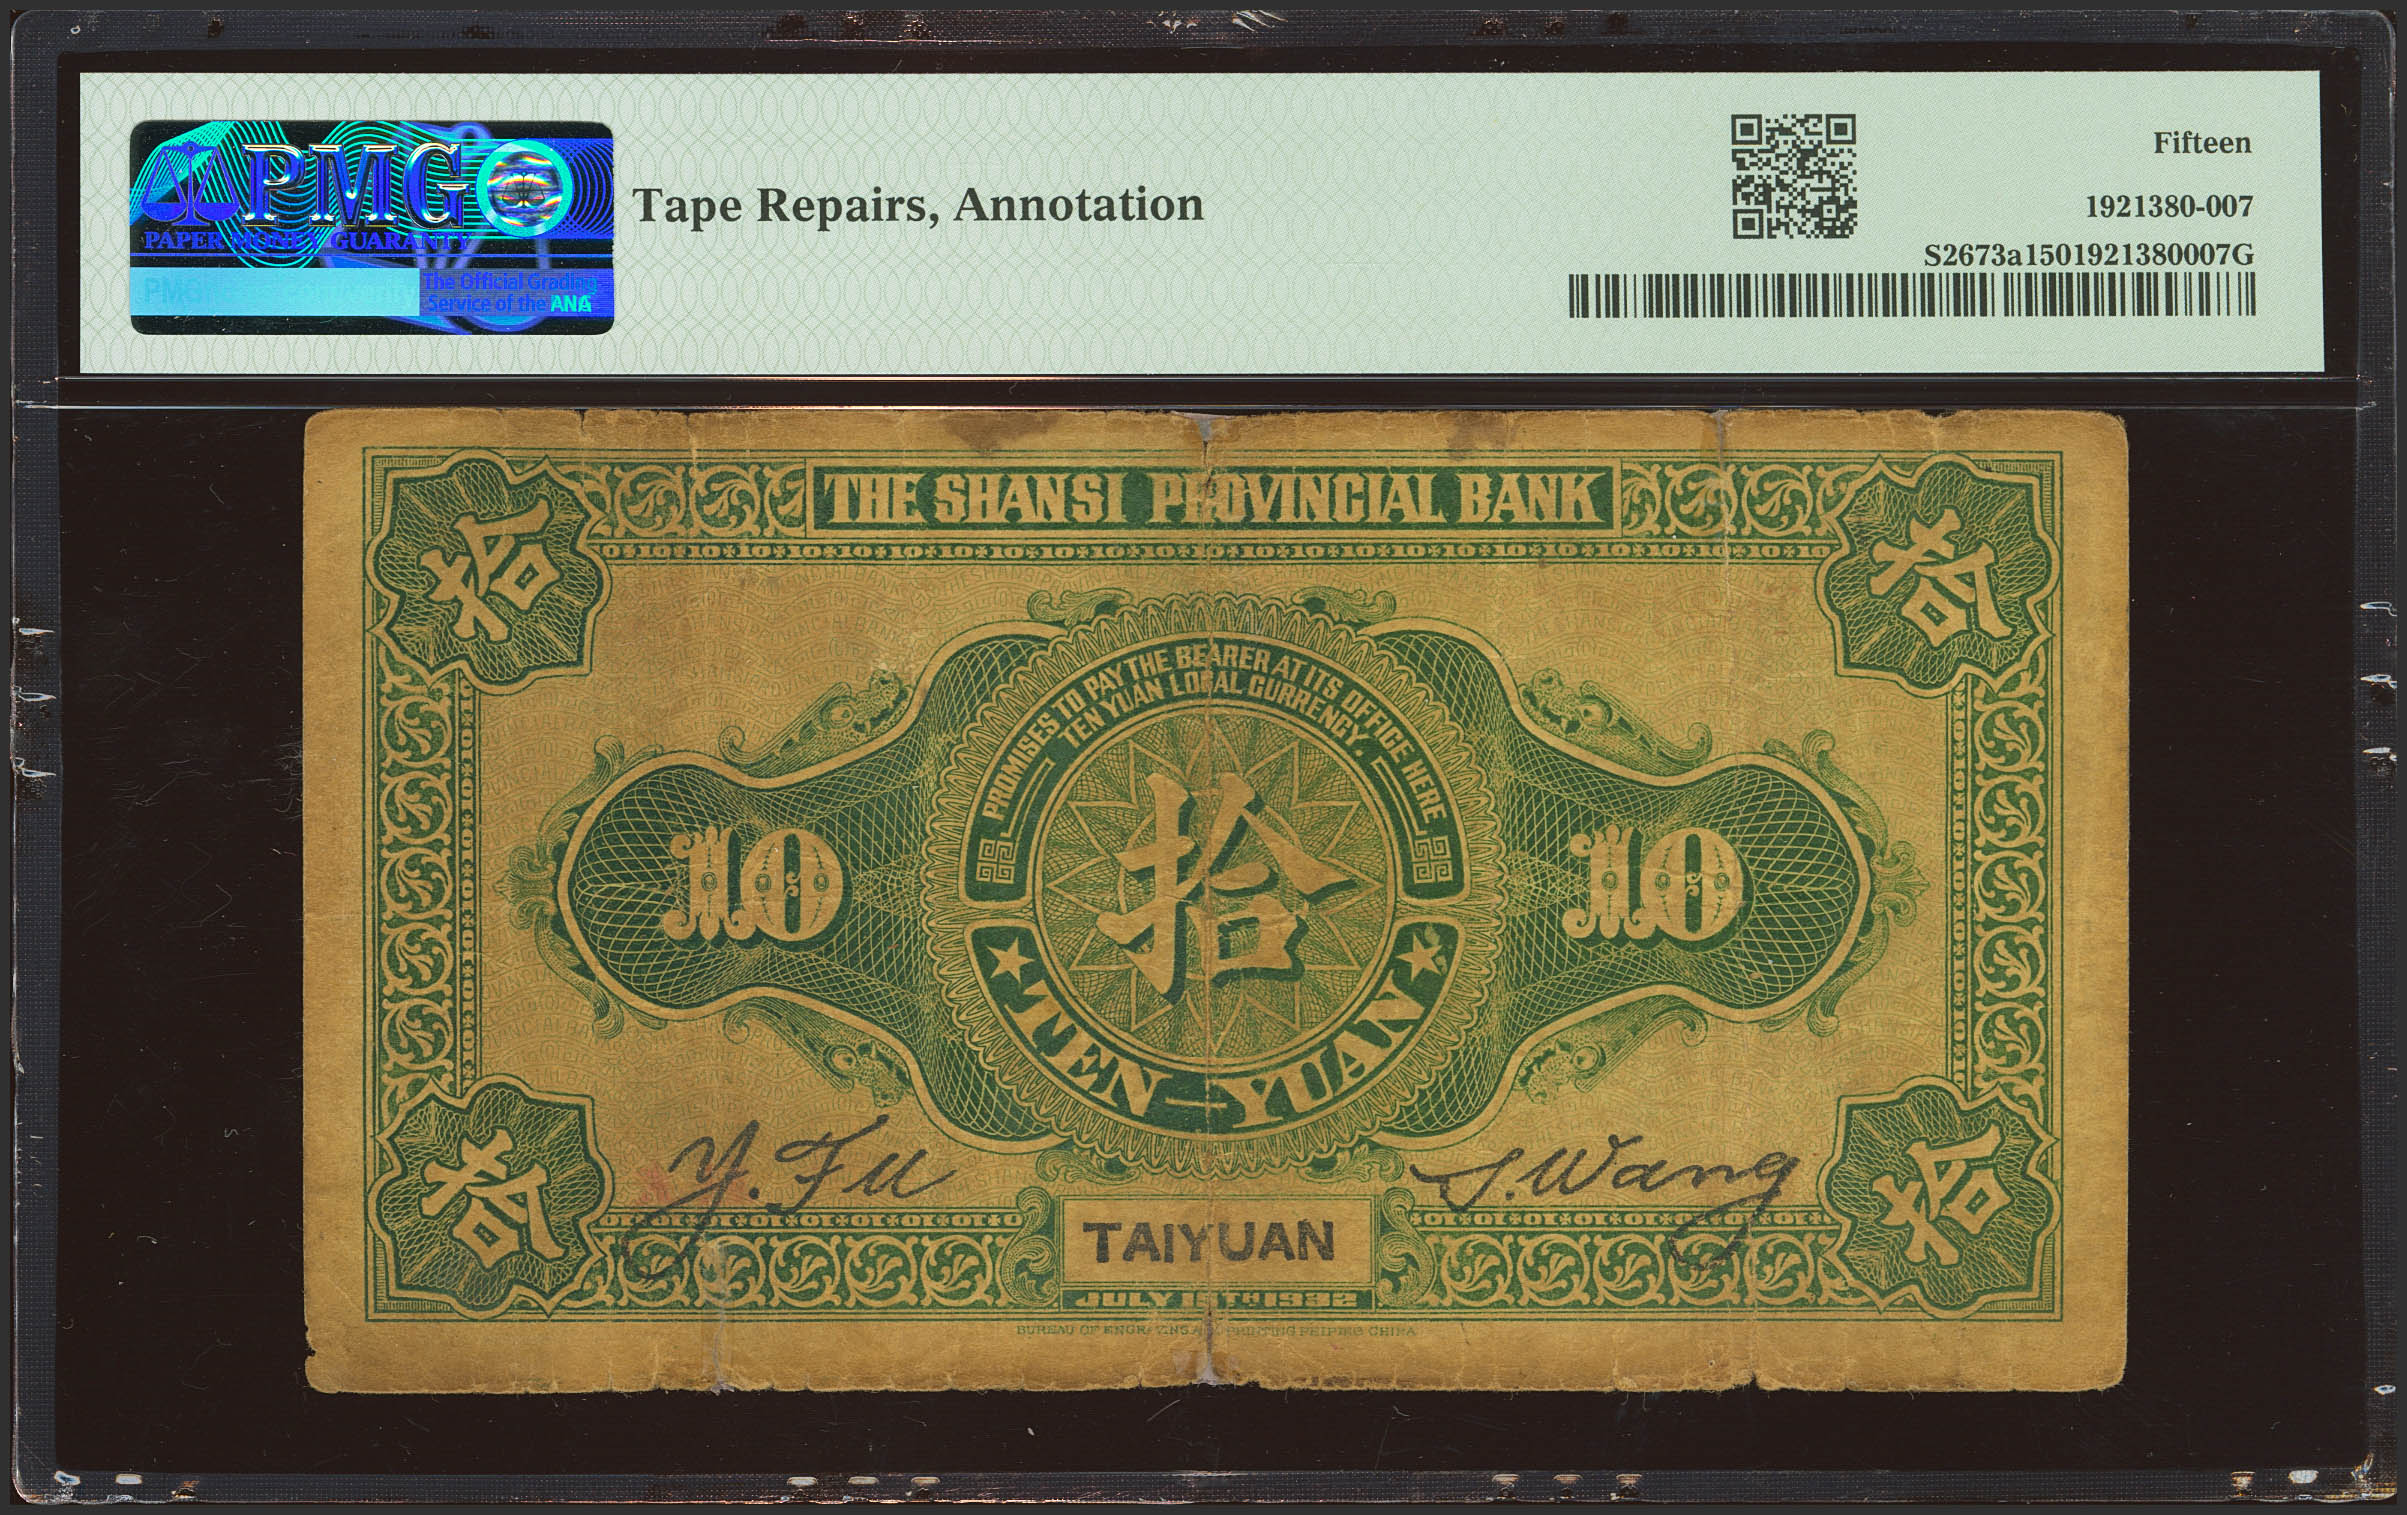 PMG
PAPER MONEY GUARANTY
The Official Grading
Service of the ANA
Tape Repairs, Annotation
Fifteen
1921380-007
S2673a1501921380007G
THE SHANSI PROVINCIAL BANK
拾
拾
PROMISES TO PAY THE BEARER AT ITS OFFICE HERE
TEN YUAN LOCAL CURRENCY.
10
拾
10
TEN-YUAN
Y. Fu
S. Wang
拾
拾
TAIYUAN
JULY 15TH 1932
BUREAU OF ENGRAVING AND PRINTING PEIPING CHINA